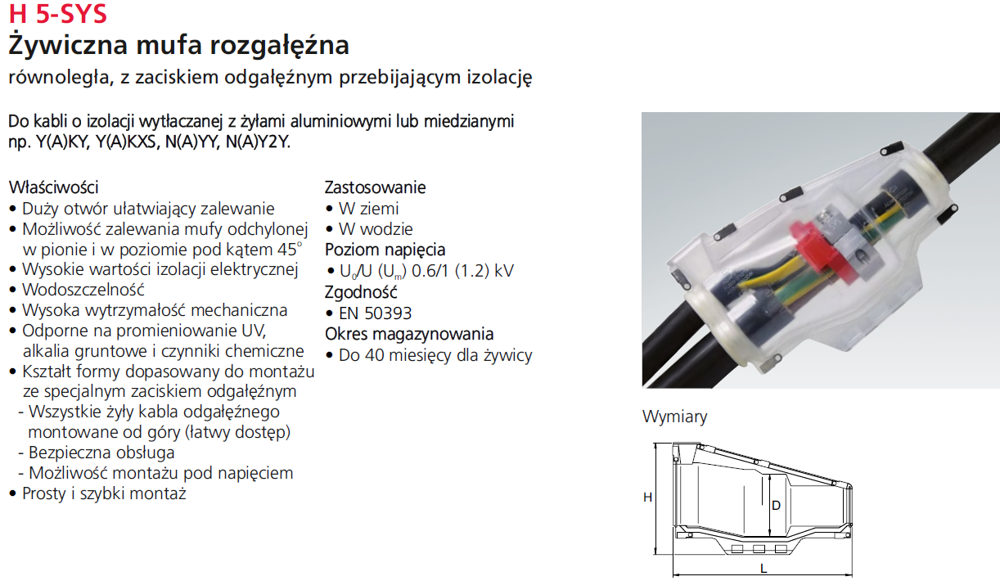 H 5-SYS
Żywiczna mufa rozgałęźna
równoległa, z zaciskiem odgałęźnym przebijającym izolację
Do kabli o izolacji wytłaczanej z żyłami aluminiowymi lub miedzianymi
np. Y(A)KY, Y(A)KXS, N(A)YY, N(A)Y2Y.
Właściwości
• Duży otwór ułatwiający zalewanie
• Możliwość zalewania mufy odchylonej
w pionie i w poziomie pod kątem 45°
• Wysokie wartości izolacji elektrycznej
• Wodoszczelność
• Wysoka wytrzymałość mechaniczna
• Odporne na promieniowanie UV,
alkalia gruntowe i czynniki chemiczne
• Kształt formy dopasowany do montażu
ze specjalnym zaciskiem odgałęźnym
- Wszystkie żyły kabla odgałęźnego
montowane od góry (łatwy dostęp)
- Bezpieczna obsługa
- Możliwość montażu pod napięciem
• Prosty i szybki montaż
Zastosowanie
• W ziemi
• W wodzie
Poziom napięcia
• U0/U (Um) 0.6/1 (1.2) kV
Zgodność
• EN 50393
Okres magazynowania
• Do 40 miesięcy dla żywicy
Wymiary
H
D
L